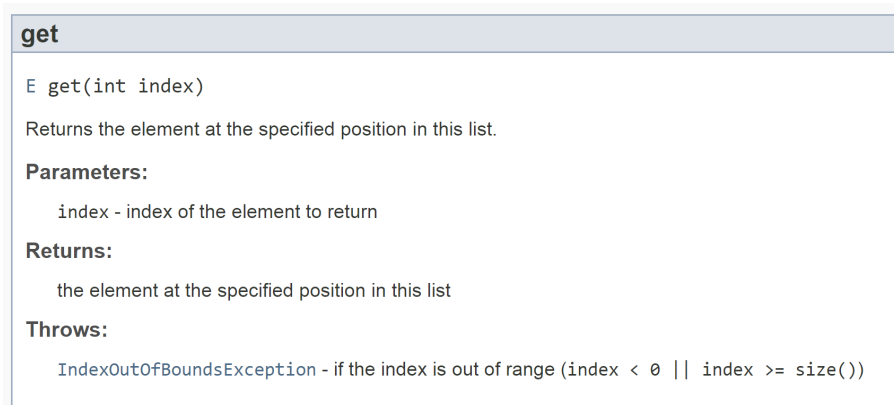 get
E get(int index)
Returns the element at the specified position in this list.
Parameters:
index - index of the element to return
Returns:
the element at the specified position in this list
Throws:
IndexOutOfBoundsException - if the index is out of range (index < 0 || index >= size())